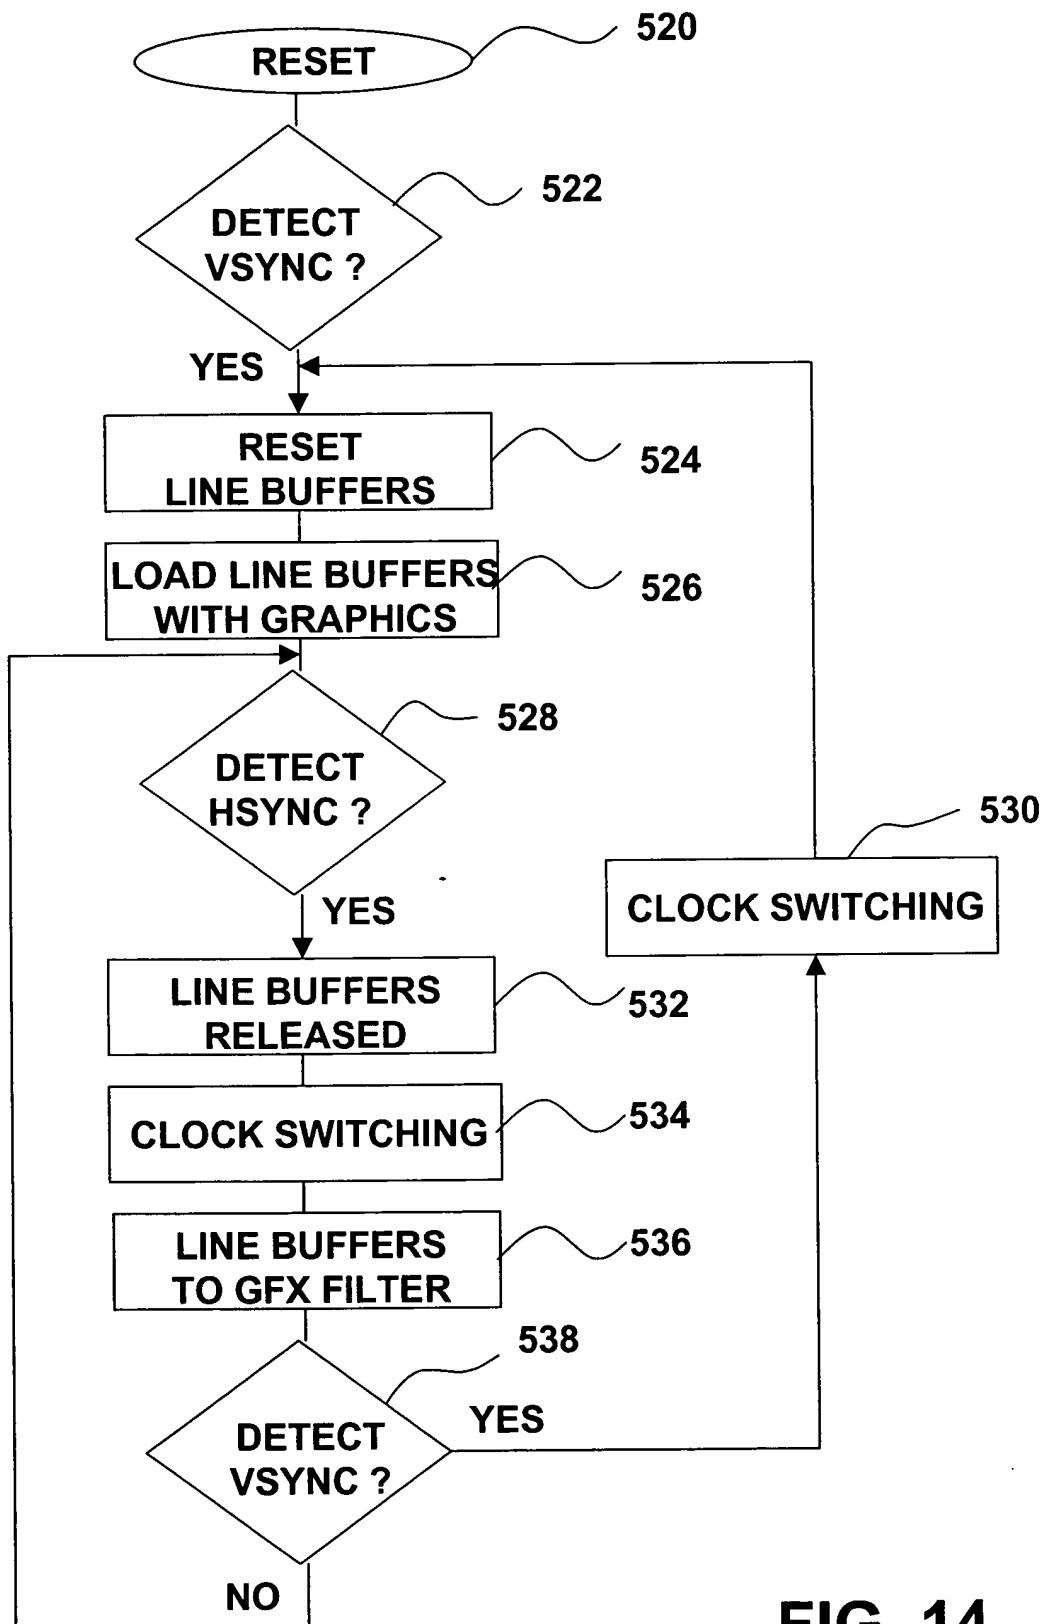 RESET
520
DETECT
VSYNC ?
522
YES
RESET
LINE BUFFERS
524
LOAD LINE BUFFERS
WITH GRAPHICS
526
DETECT
HSYNC ?
528
YES
530
CLOCK SWITCHING
LINE BUFFERS
RELEASED
532
CLOCK SWITCHING
534
LINE BUFFERS
TO GFX FILTER
536
DETECT
VSYNC ?
538
YES
NO
FIG. 14